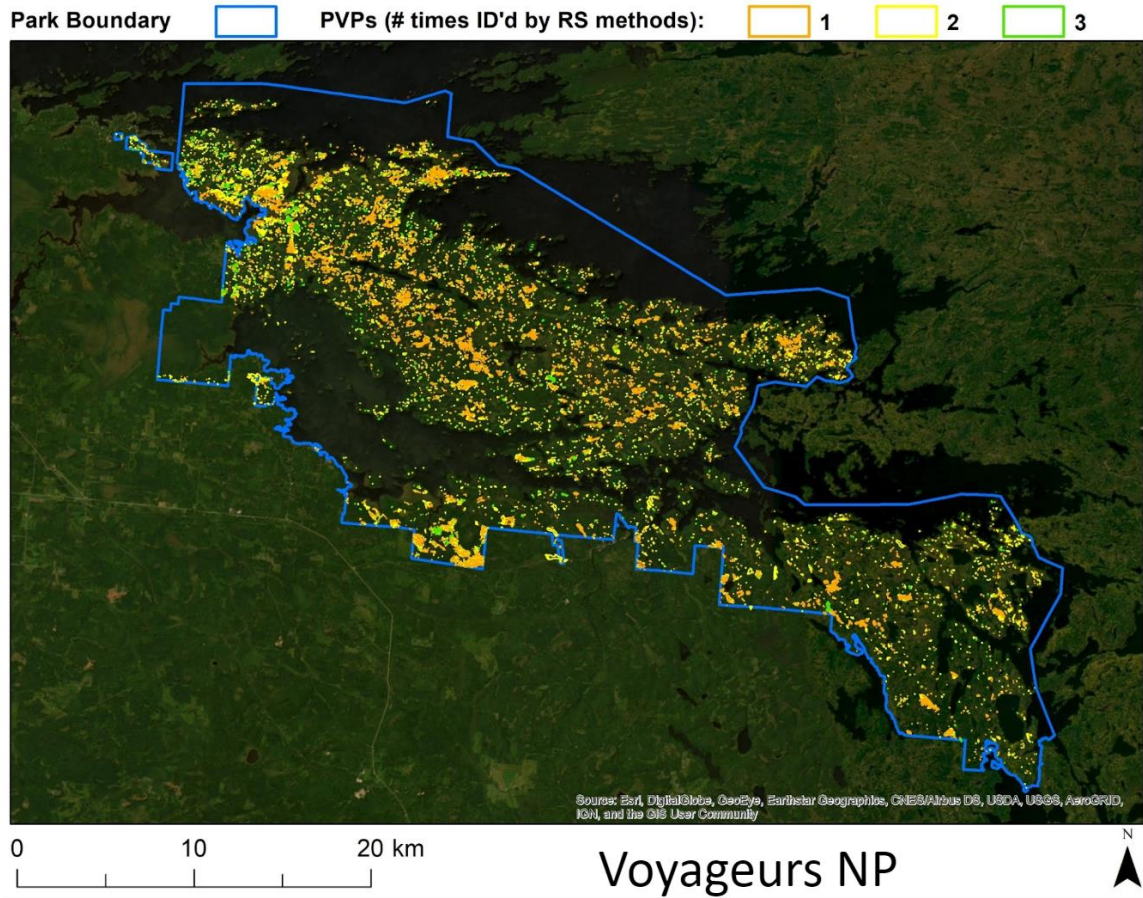 Park Boundary PVPs (# times ID'd by RS methods): 1 2 3
Source: Esri, DigitalGlobe, GeoEye, Earthstar Geographics, CNES/Airbus DS, USDA, USGS, AeroGRID,
IGN, and the GIS User Community
0 10 20 km
Voyageurs NP
N